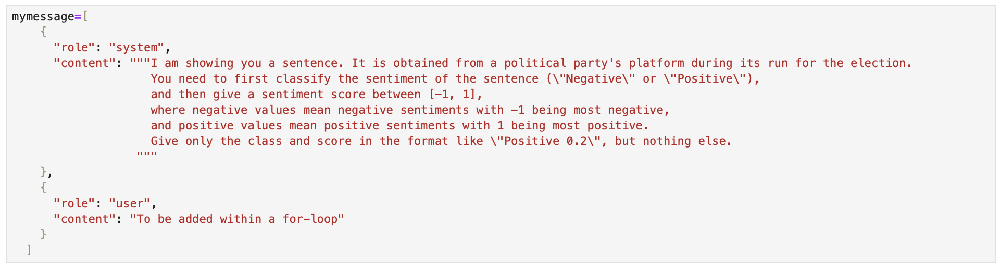 mymessage=[
    {
      "role": "system",
      "content": """I am showing you a sentence. It is obtained from a political party's platform during its run for the election.
                    You need to first classify the sentiment of the sentence (\"Negative\" or \"Positive\"),
                    and then give a sentiment score between [-1, 1],
                    where negative values mean negative sentiments with -1 being most negative,
                    and positive values mean positive sentiments with 1 being most positive.
                    Give only the class and score in the format like \"Positive 0.2\", but nothing else.
                  """
    },
    {
      "role": "user",
      "content": "To be added within a for-loop"
    }
  ]